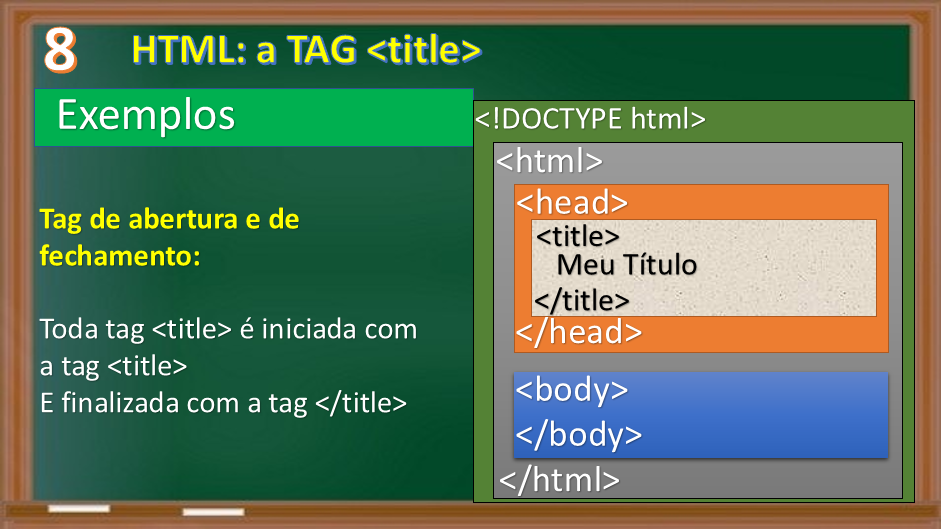 8
HTML: a TAG <title>
Exemplos
Tag de abertura e de
fechamento:
Toda tag <title> é iniciada com
a tag <title>
E finalizada com a tag </title>
<!DOCTYPE html>
<html>
<head>
<title>
Meu Título
</title>
</head>
<body>
</body>
</html>